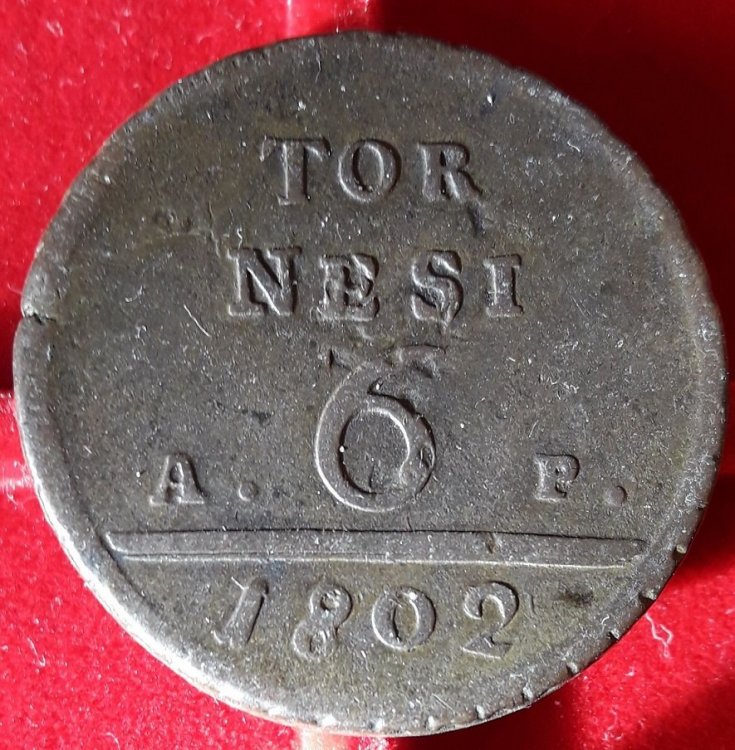 TOR
NESI
6
A. P.
1802